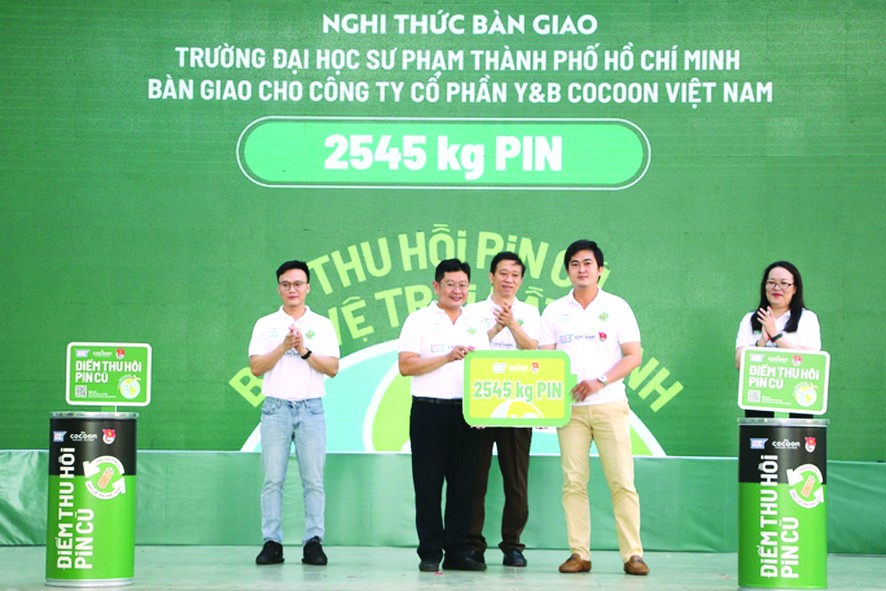 NGHI THỨC BÀN GIAO
TRƯỜNG ĐẠI HỌC SƯ PHẠM THÀNH PHỐ HỒ CHÍ MINH
BÀN GIAO CHO CÔNG TY CỔ PHẦN Y&B COCOON VIỆT NAM
2545 kg PIN
THU HỒI PIN
cocoon
ĐIỂM THU HỒI
PIN CŨ
2545 kg PIN
cocoon
ĐIỂM THU HỒI
PIN CŨ
cocoon
ĐIỂM THU HỒI
PIN CŨ
cocoon
ĐIỂM THU HỒI
PIN CŨ